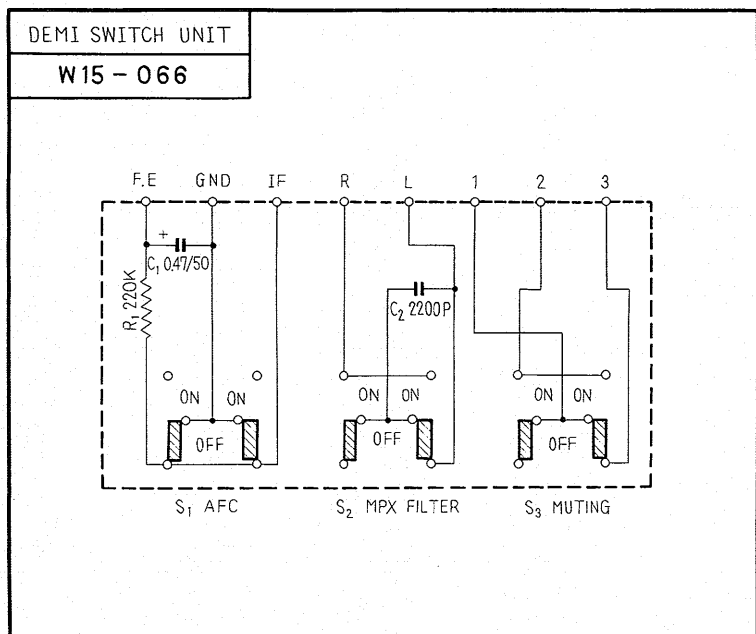 DEMI SWITCH UNIT
W15-066
F.E GND IF R L 1 2 3
+
C1 0.47/50
R1 220K
C2 2200P
ON ON ON ON ON ON
OFF OFF OFF
S1 AFC S2 MPX FILTER S3 MUTING